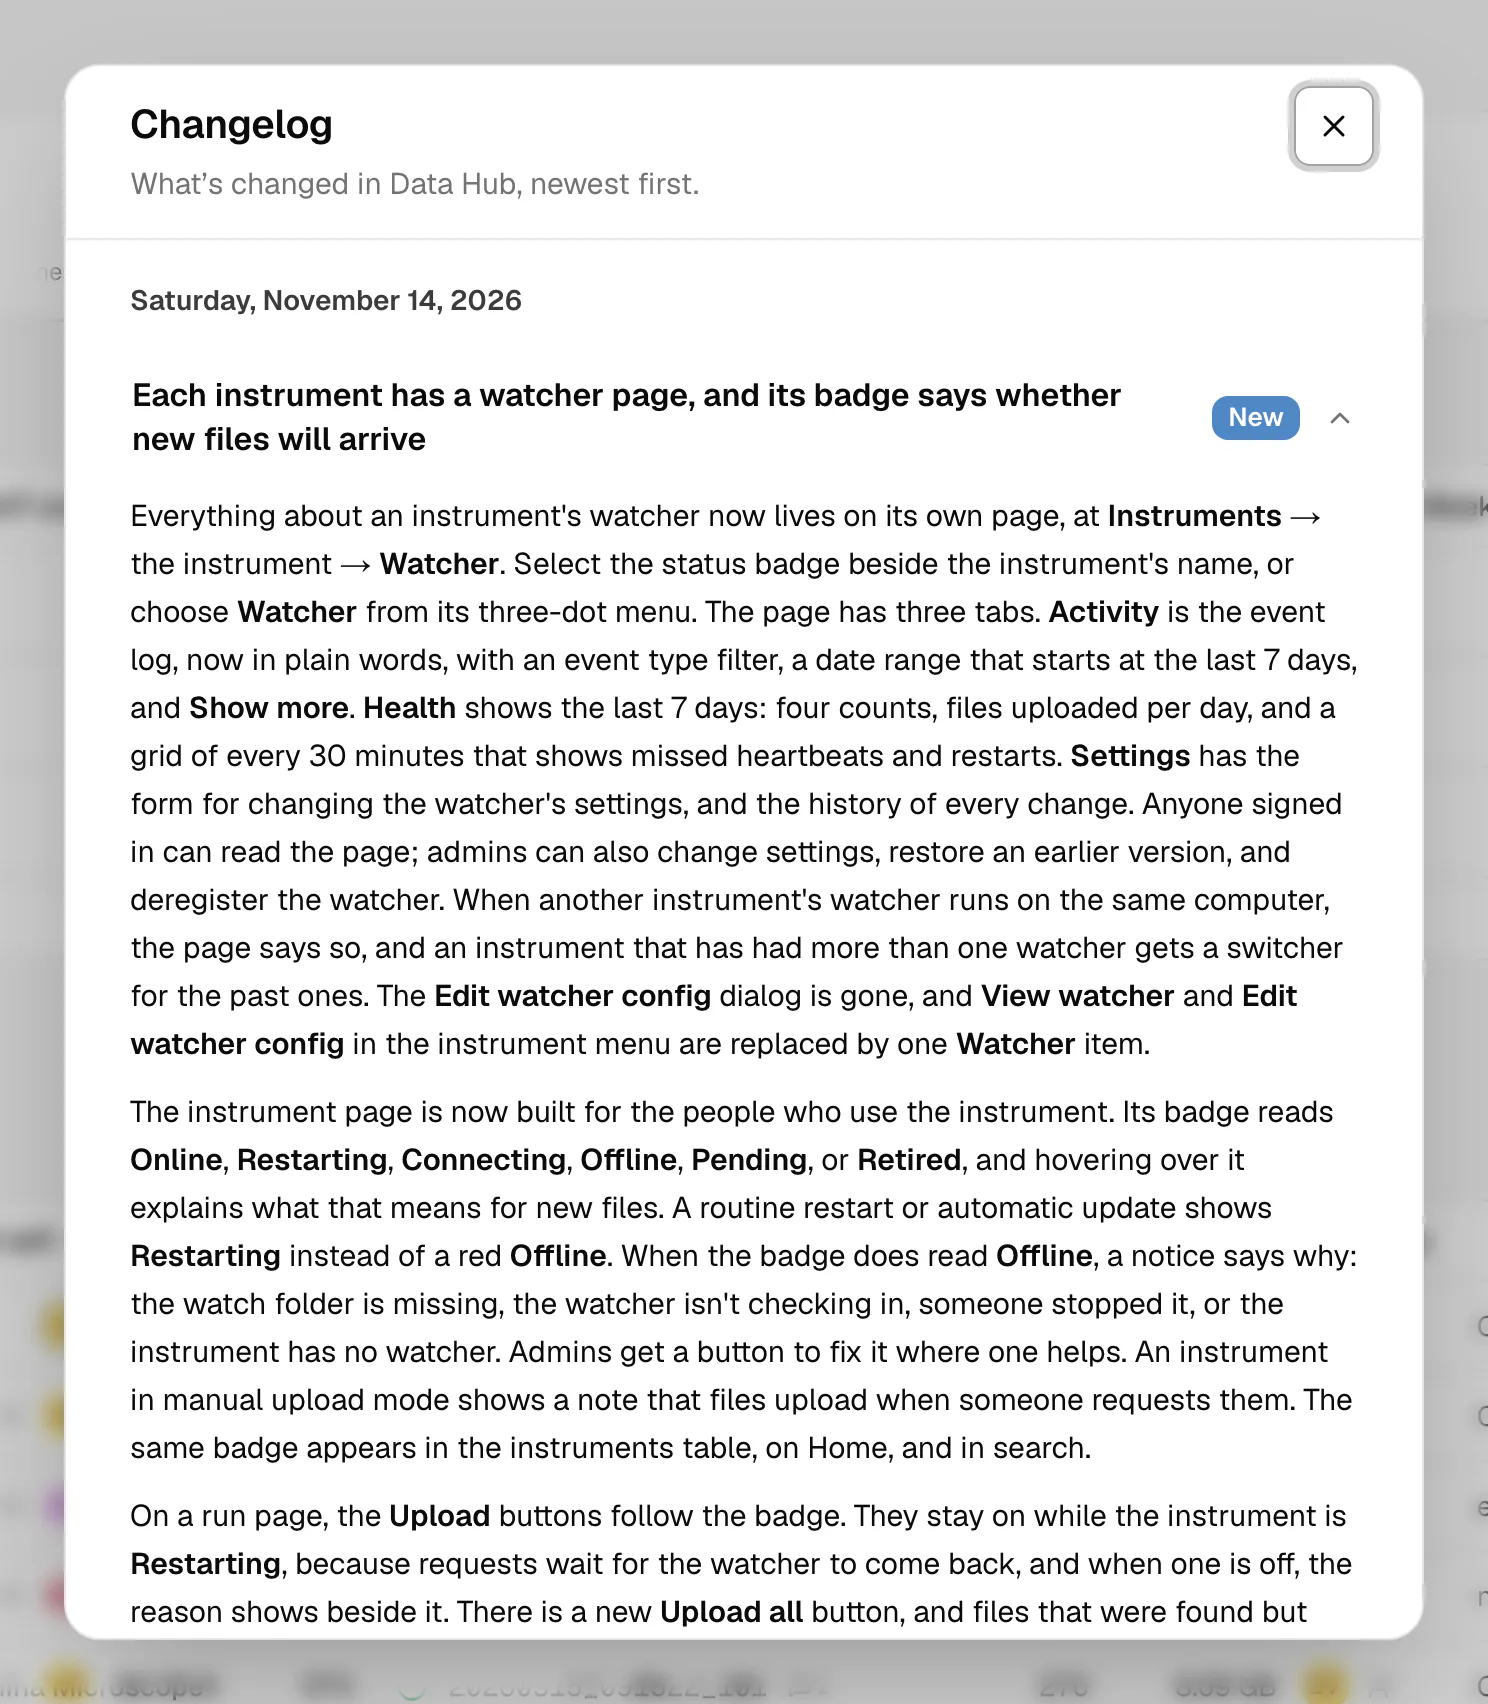 Changelog
What's changed in Data Hub, newest first.
Saturday, November 14, 2026
Each instrument has a watcher page, and its badge says whether
new files will arrive
New
Everything about an instrument's watcher now lives on its own page, at Instruments →
the instrument → Watcher. Select the status badge beside the instrument's name, or
choose Watcher from its three-dot menu. The page has three tabs. Activity is the event
log, now in plain words, with an event type filter, a date range that starts at the last 7 days,
and Show more. Health shows the last 7 days: four counts, files uploaded per day, and a
grid of every 30 minutes that shows missed heartbeats and restarts. Settings has the
form for changing the watcher's settings, and the history of every change. Anyone signed
in can read the page; admins can also change settings, restore an earlier version, and
deregister the watcher. When another instrument's watcher runs on the same computer,
the page says so, and an instrument that has had more than one watcher gets a switcher
for the past ones. The Edit watcher config dialog is gone, and View watcher and Edit
watcher config in the instrument menu are replaced by one Watcher item.
The instrument page is now built for the people who use the instrument. Its badge reads
Online, Restarting, Connecting, Offline, Pending, or Retired, and hovering over it
explains what that means for new files. A routine restart or automatic update shows
Restarting instead of a red Offline. When the badge does read Offline, a notice says why:
the watch folder is missing, the watcher isn't checking in, someone stopped it, or the
instrument has no watcher. Admins get a button to fix it where one helps. An instrument
in manual upload mode shows a note that files upload when someone requests them. The
same badge appears in the instruments table, on Home, and in search.
On a run page, the Upload buttons follow the badge. They stay on while the instrument is
Restarting, because requests wait for the watcher to come back, and when one is off, the
reason shows beside it. There is a new Upload all button, and files that were found but